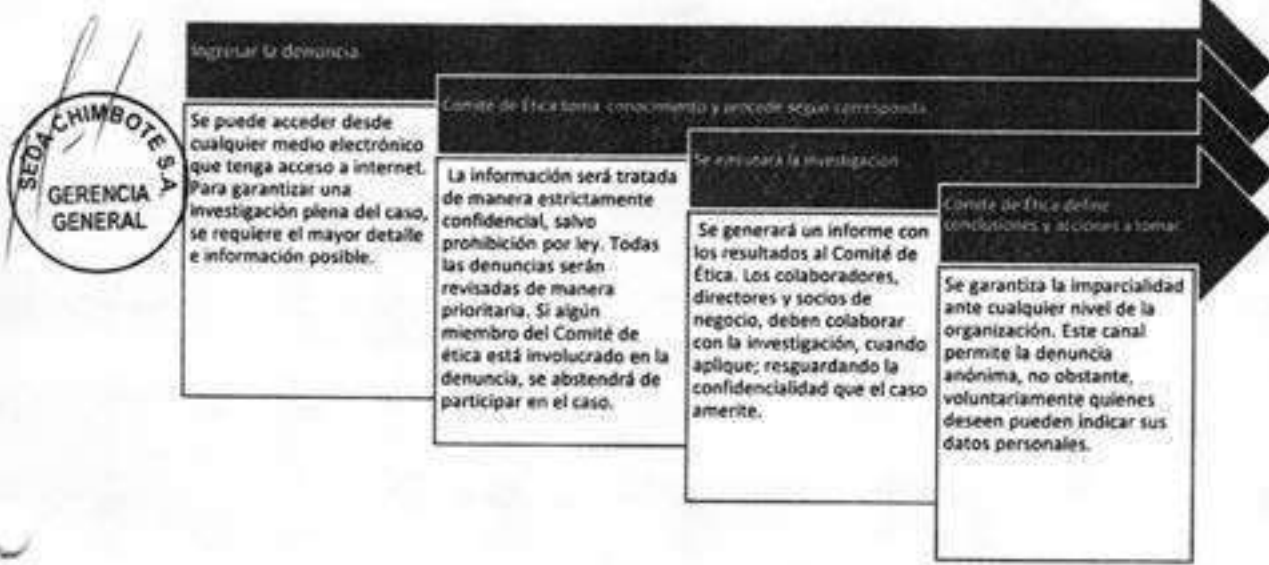 SEDA-CHIMBOTE S.A.
GERENCIA
GENERAL
Ingresar la denuncia.
Se puede acceder desde
cualquier medio electrónico
que tenga acceso a internet.
Para garantizar una
investigación plena del caso,
se requiere el mayor detalle
e información posible.
Comité de Ética toma conocimiento y procede según corresponda.
La información será tratada
de manera estrictamente
confidencial, salvo
prohibición por ley. Todas
las denuncias serán
revisadas de manera
prioritaria. Si algún
miembro del Comité de
ética está involucrado en la
denuncia, se abstendrá de
participar en el caso.
Se ejecutará la investigación
Se generará un informe con
los resultados al Comité de
Ética. Los colaboradores,
directores y socios de
negocio, deben colaborar
con la investigación, cuando
aplique; resguardando la
confidencialidad que el caso
amerite.
Comité de Ética define
conclusiones y acciones a tomar.
Se garantiza la imparcialidad
ante cualquier nivel de la
organización. Este canal
permite la denuncia
anónima, no obstante,
voluntariamente quienes
deseen pueden indicar sus
datos personales.